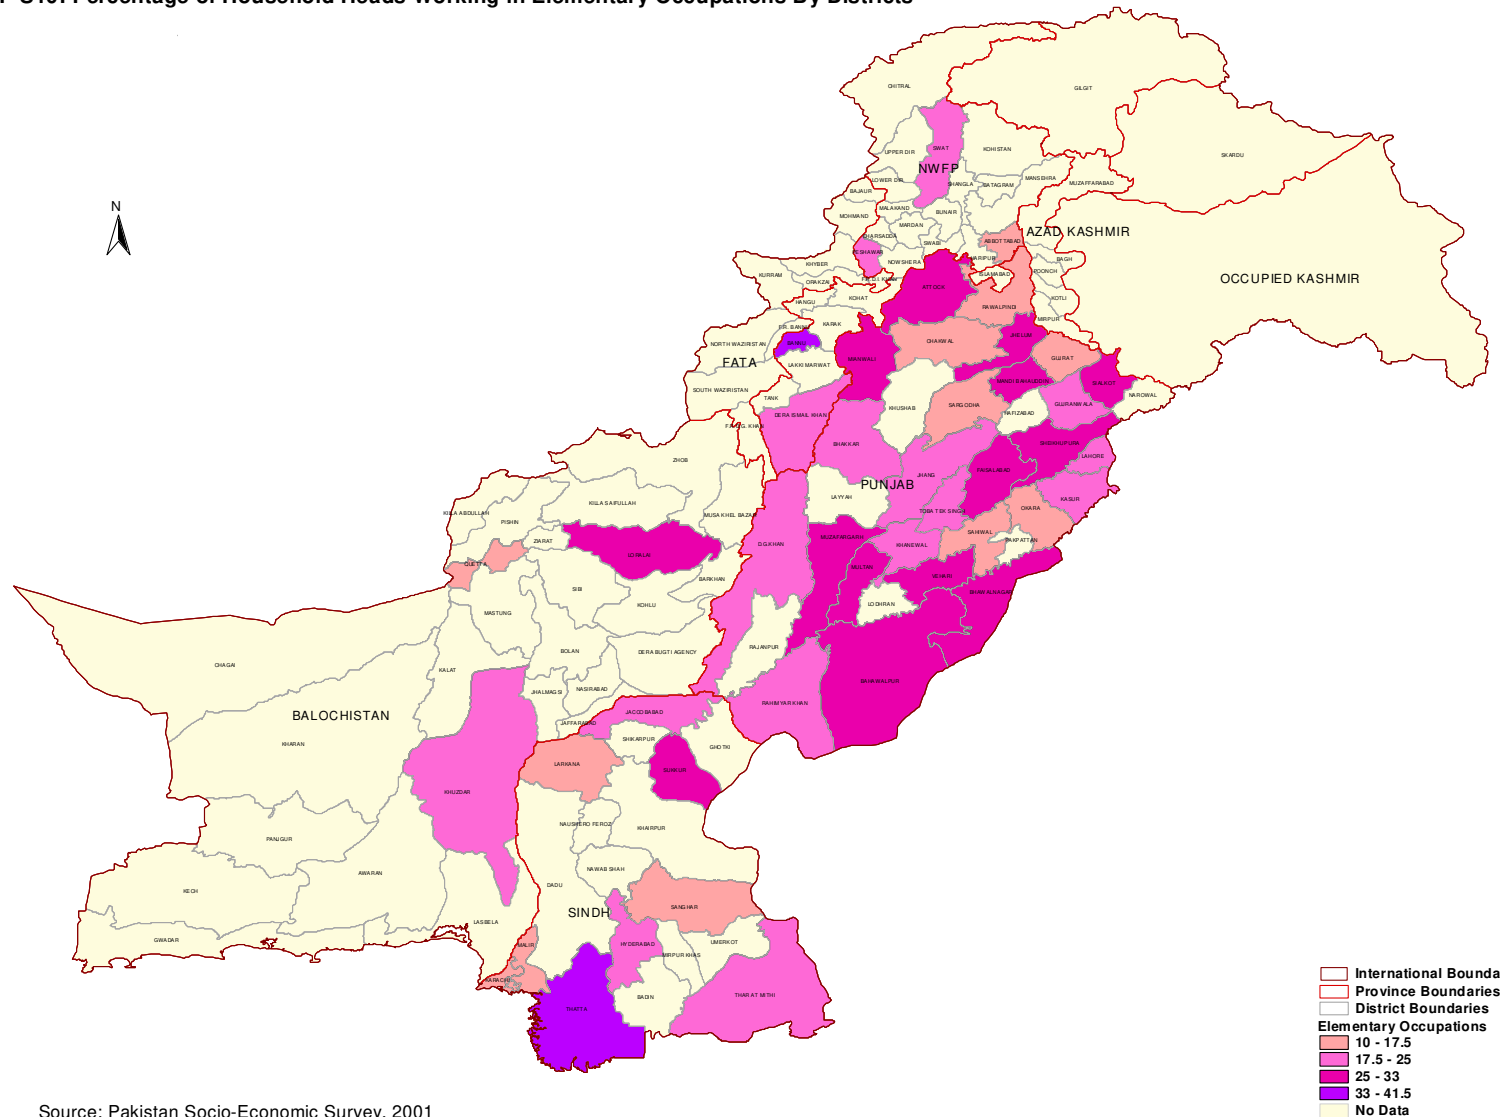 Percentage of Household Heads Working in Elementary Occupations By Districts
N
CHITRAL
GILGIT
SKARDU
UPPER DIR
SWAT
KOHISTAN
NWFP
LOWER DIR
SHANGLA
BATAGRAM
MANSEHRA
MUZAFFARABAD
BAJAUR
MALAKAND
BUNAIR
MOHMAND
MARDAN
AZAD KASHMIR
CHARSADDA
SWABI
ABBOTTABAD
PESHAWAR
NOWSHERA
HARIPUR
BAGH
KHYBER
ISLAMABAD
POONCH
KURRAM
ORAKZAI
OCCUPIED KASHMIR
ATTOCK
HANGU
KOHAT
KOTLI
RAWALPINDI
MIRPUR
F.R. BANNU
KARAK
JHELUM
NORTH WAZIRISTAN
BANNU
CHAKWAL
FATA
LAKKI MARWAT
MIANWALI
GUJRAT
SOUTH WAZIRISTAN
MANDI BAHAUDDIN
SIALKOT
TANK
NAROWAL
KHUSHAB
SARGODHA
HAFIZABAD
GUJRANWALA
DERA ISMAIL KHAN
BHAKKAR
SHEIKHUPURA
ZHOB
LAHORE
JHANG
FAISALABAD
PUNJAB
LAYYAH
KASUR
KILLA SAIFULLAH
OKARA
KILLA ABDULLAH
PISHIN
MUSAKHEL BAZAR
TOBA TEK SINGH
SAHIWAL
PAKPATTAN
ZIARAT
D.G.KHAN
MUZAFARGARH
KHANEWAL
LORALAI
QUETTA
MULTAN
VEHARI
BARKHAN
SIBI
BHAWALNAGAR
KOHLU
LODHRAN
MASTUNG
RAJANPUR
BOLAN
DERA BUGTI AGENCY
CHAGAI
KALAT
BAHAWALPUR
JHALMAGSI
NASIRABAD
RAHIMYAR KHAN
BALOCHISTAN
JACCOBABAD
JAFFARABAD
SHIKARPUR
GHOTKI
KHARAN
LARKANA
SUKKUR
KHUZDAR
NAUSHERO FEROZ
KHAIRPUR
PANJGUR
AWARAN
NAWAB SHAH
KECH
DADU
SANGHAR
SINDH
LASBELA
GWADAR
MALIR
HYDERABAD
UMERKOT
MIRPUR KHAS
KARACHI
BADIN
THAR AT MITHI
THATTA
International Bounda
Province Boundaries
District Boundaries
Elementary Occupations
10 - 17.5
17.5 - 25
25 - 33
33 - 41.5
No Data
Source: Pakistan Socio-Economic Survey, 2001